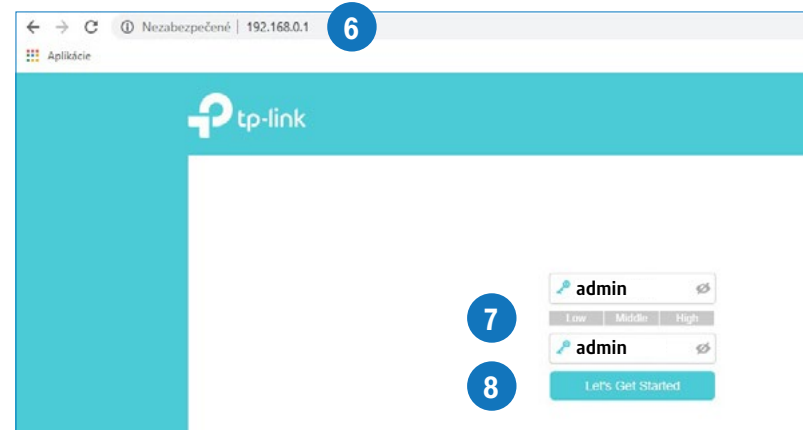 Nezabezpečené | 192.168.0.1 6
Aplikácie
tp-link
admin
7 Low Middle High
admin
8 Let's Get Started